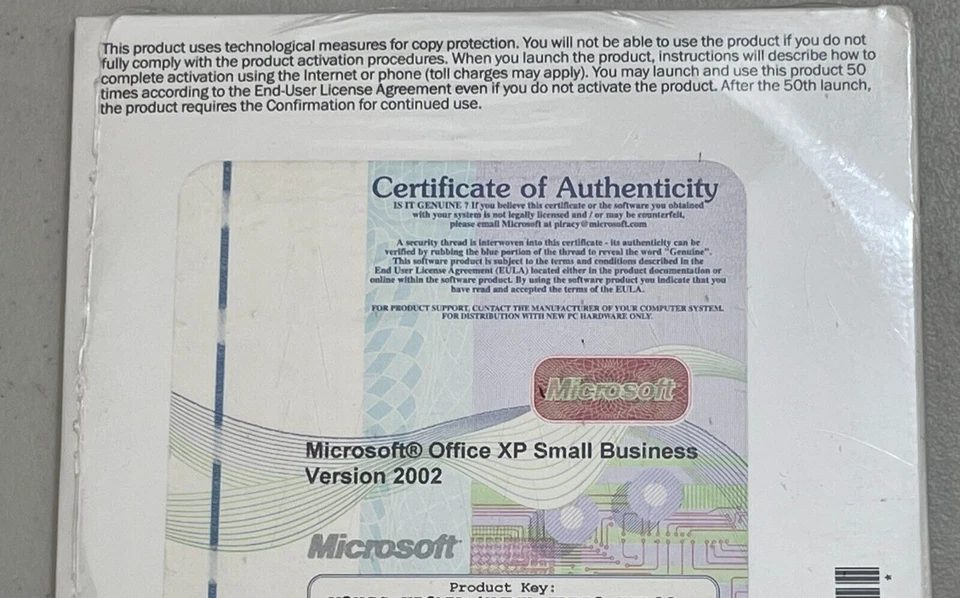 This product uses technological measures for copy protection. You will not be able to use the product if you do not
fully comply with the product activation procedures. When you launch the product, instructions will describe how to
complete activation using the Internet or phone (toll charges may apply). You may launch and use this product 50
times according to the End-User License Agreement even if you do not activate the product. After the 50th launch,
the product requires the Confirmation for continued use.
Certificate of Authenticity
IS IT GENUINE ? If you believe this certificate or the software you obtained
with your system is not legally licensed and / or may be counterfeit,
please email Microsoft at piracy@microsoft.com
A security thread is interwoven into this certificate - its authenticity can be
verified by rubbing the blue portion of the thread to reveal the word "Genuine".
This software product is subject to the terms and conditions described in the
End User License Agreement (EULA) located either in the product documentation or
online within the software product. By using the software product you indicate that you
have read and accepted the terms of the EULA.
FOR PRODUCT SUPPORT, CONTACT THE MANUFACTURER OF YOUR COMPUTER SYSTEM.
FOR DISTRIBUTION WITH NEW PC HARDWARE ONLY.
Microsoft
Microsoft® Office XP Small Business
Version 2002
Microsoft
Product Key:
*